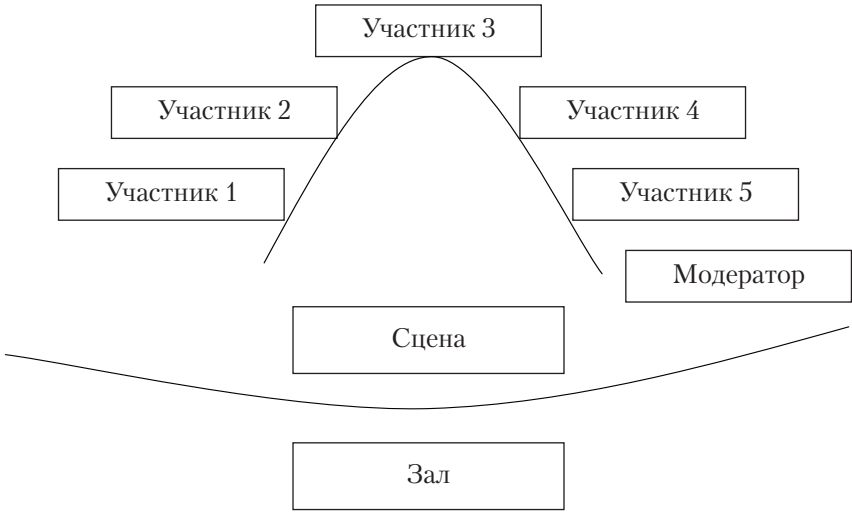 Участник 3
Участник 2
Участник 4
Участник 1
Участник 5
Модератор
Сцена
Зал